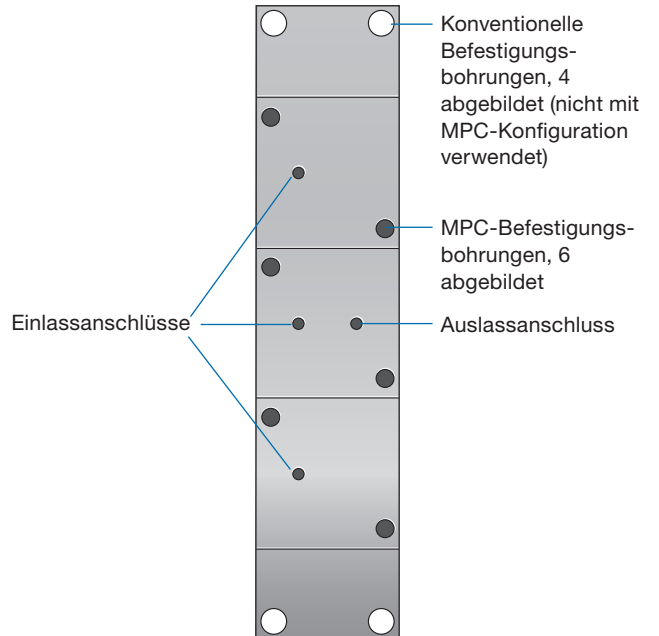 Konventionelle
Befestigungs-
bohrungen, 4
abgebildet (nicht mit
MPC-Konfiguration
verwendet)
MPC-Befestigungs-
bohrungen, 6
abgebildet
Einlassanschlüsse
Auslassanschluss